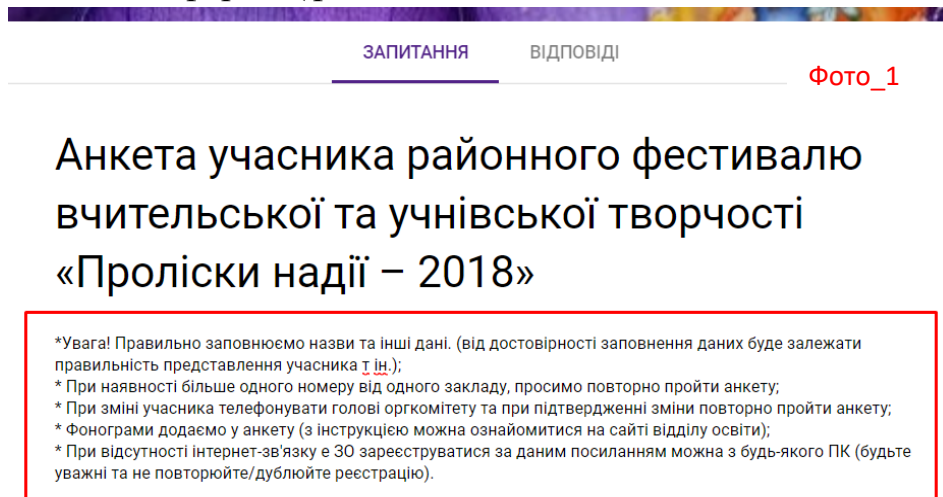 ЗАПИТАННЯ ВІДПОВІДІ
Фото_1
Анкета учасника районного фестивалю
вчительської та учнівської творчості
«Проліски надії – 2018»
*Увага! Правильно заповнюємо назви та інші дані. (від достовірності заповнення даних буде залежати
правильність представлення учасника т ін.);
* При наявності більше одного номеру від одного закладу, просимо повторно пройти анкету;
* При зміні учасника телефонувати голові оргкомітету та при підтвердженні зміни повторно пройти анкету;
* Фонограми додаємо у анкету (з інструкцією можна ознайомитися на сайті відділу освіти);
* При відсутності інтернет-зв'язку е ЗО зареєструватися за даним посиланням можна з будь-якого ПК (будьте
уважні та не повторюйте/дублюйте реєстрацію).